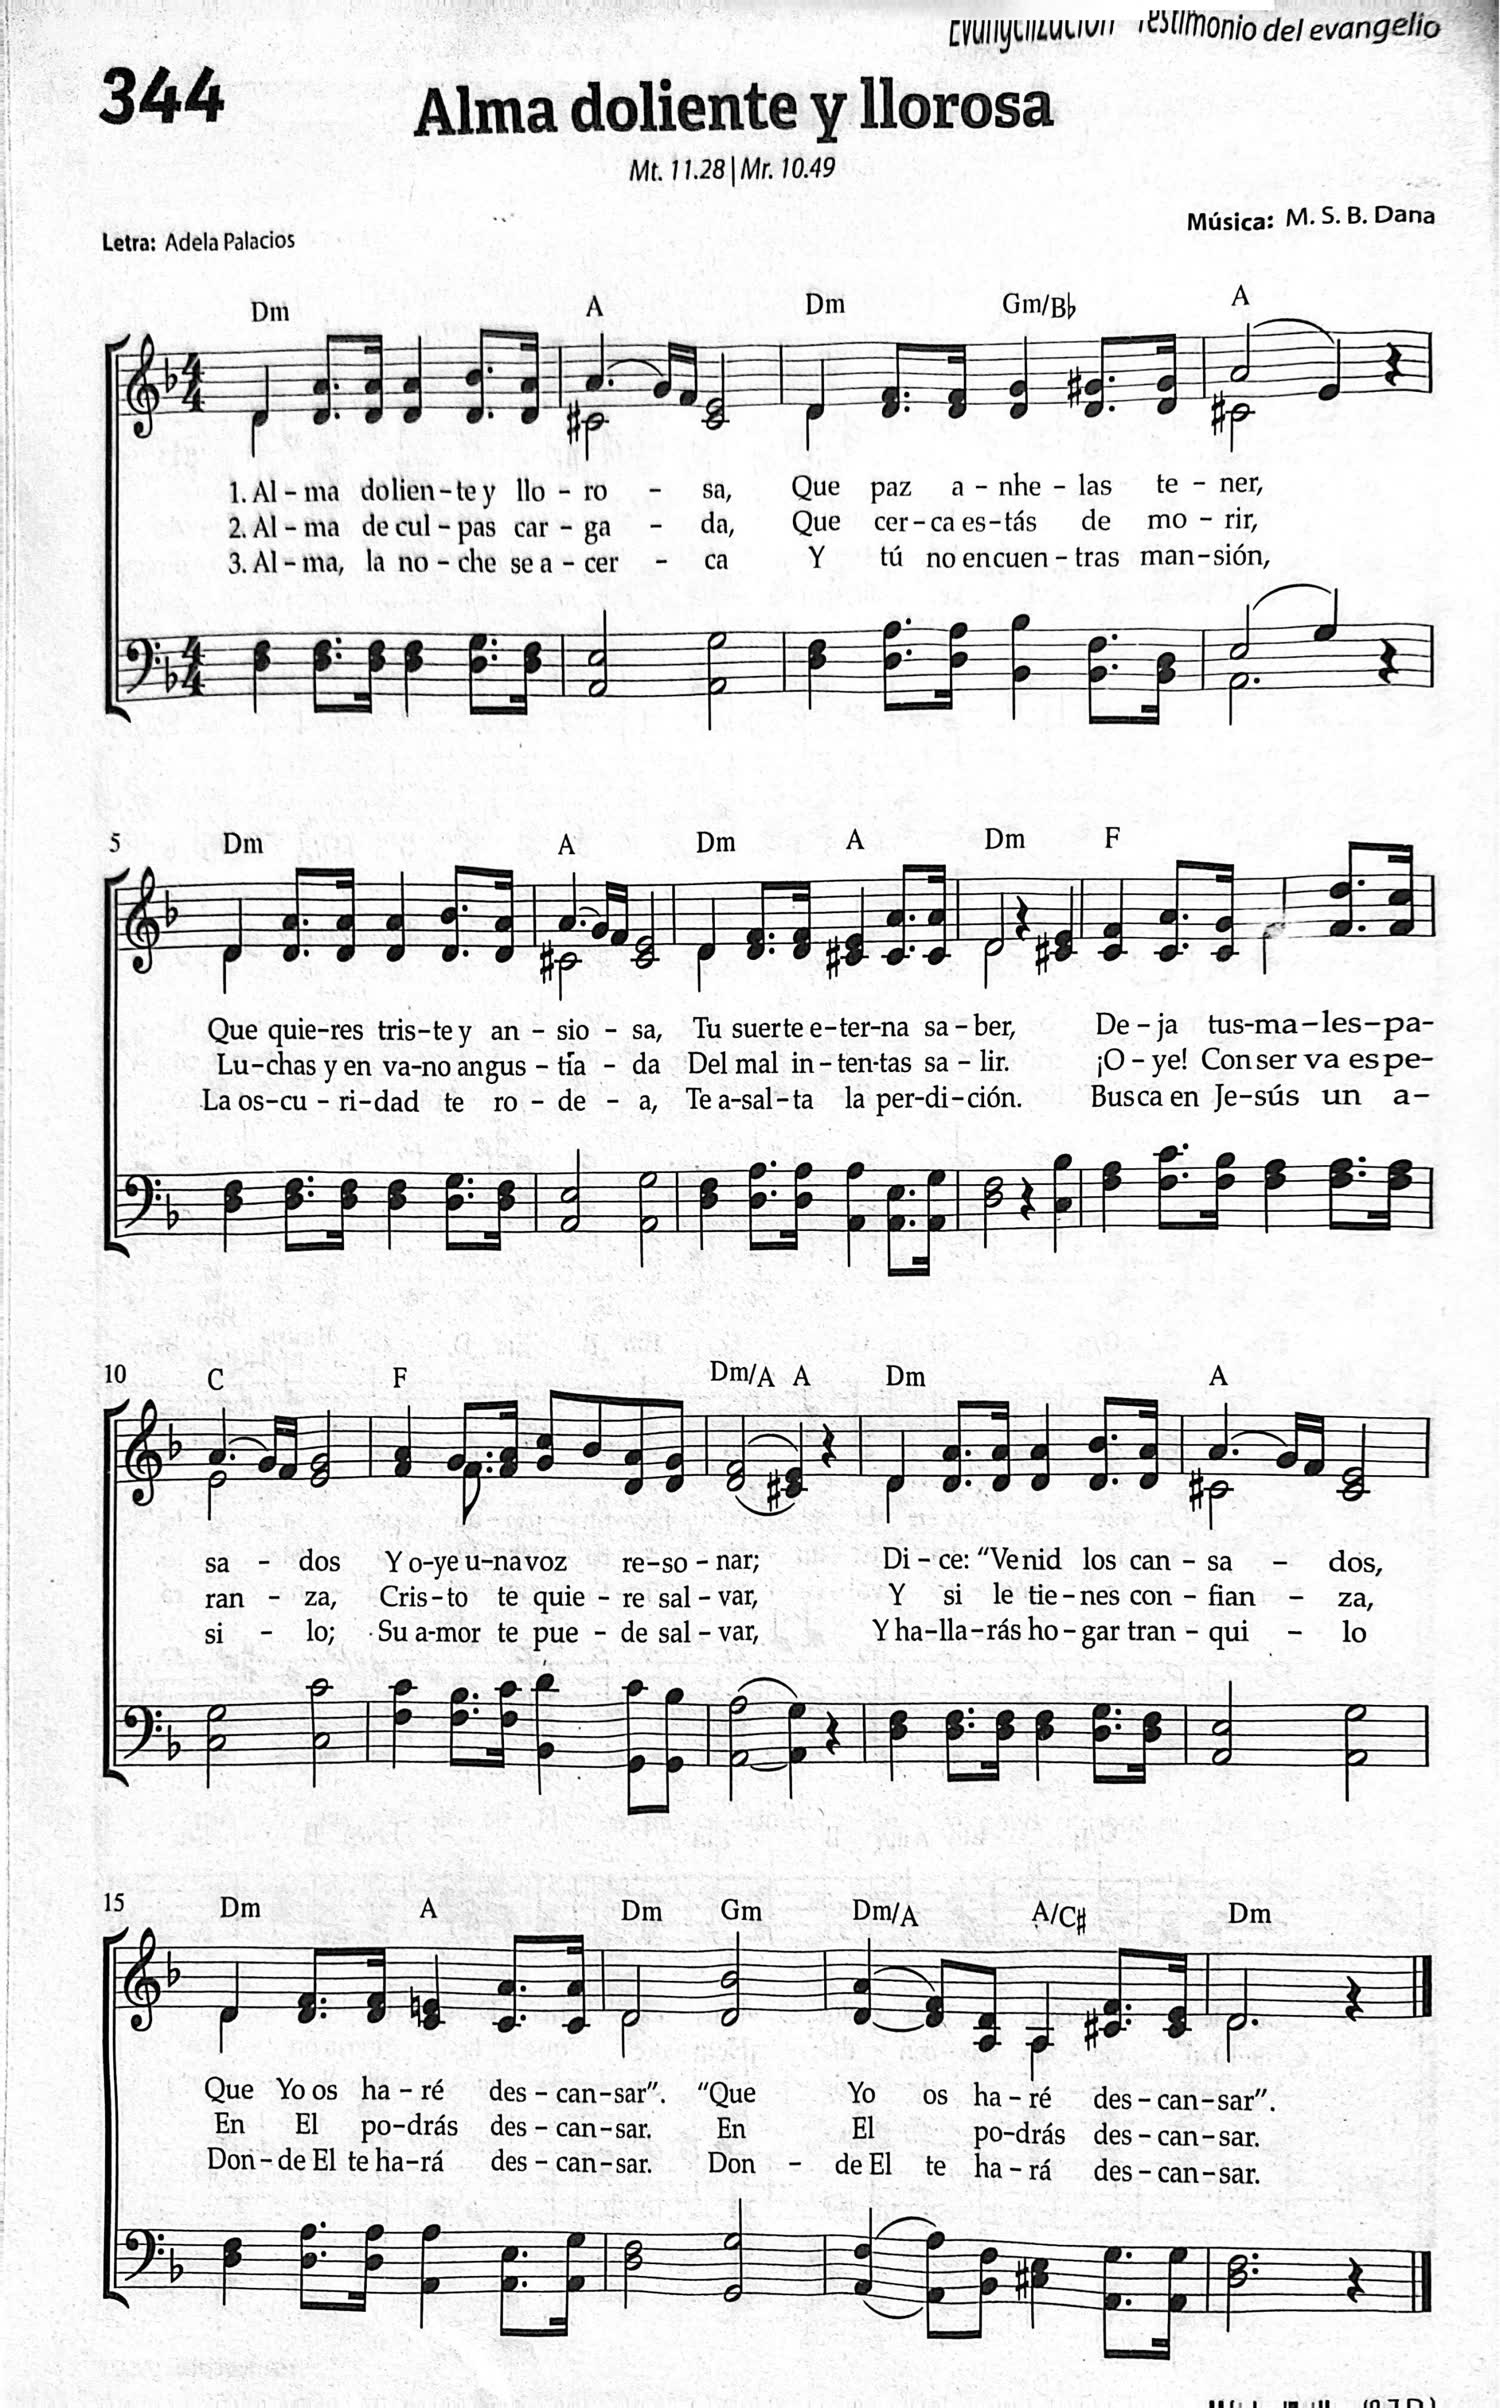 Evangelización Testimonio del evangelio
344
Alma doliente y llorosa
Mt. 11.28 | Mr. 10.49
Letra: Adela Palacios
Música: M. S. B. Dana
Dm A Dm Gm/B♭ A
4 4
1. Al – ma dolien–te y llo – ro – sa, Que paz a – nhe – las te – ner,
2. Al – ma de cul – pas car – ga – da, Que cer – ca es–tás de mo – rir,
3. Al – ma, la no – che se a – cer – ca Y tú no encuen – tras man–sión,
4 4
5 Dm A Dm A Dm F
Que quie–res tris–te y an – sio – sa, Tu suerte e–ter–na sa – ber, De – ja tus–ma–les–pa–
Lu–chas y en va–no angus – tía – da Del mal in – ten-tas sa – lir. ¡O – ye! Conser va espe–
La os–cu – ri–dad te ro – de – a, Te a-sal–ta la per–di–ción. Busca en Je–sús un a–
10 C F Dm/A A Dm A
sa – dos Y o–ye u–na voz re–so – nar; Di – ce: “Venid los can – sa – dos,
ran – za, Cris–to te quie – re sal – var, Y si le tie–nes con – fian – za,
si – lo; Su a-mor te pue – de sal – var, Y ha–lla–rás ho–gar tran – qui – lo
15 Dm A Dm Gm Dm/A A/C♯ Dm
Que Yo os ha – ré des – can–sar”. “Que Yo os ha – ré des – can–sar”.
En El po–drás des – can–sar. En El po–drás des – can–sar.
Don–de El te ha–rá des – can–sar. Don – de El te ha – rá des – can–sar.